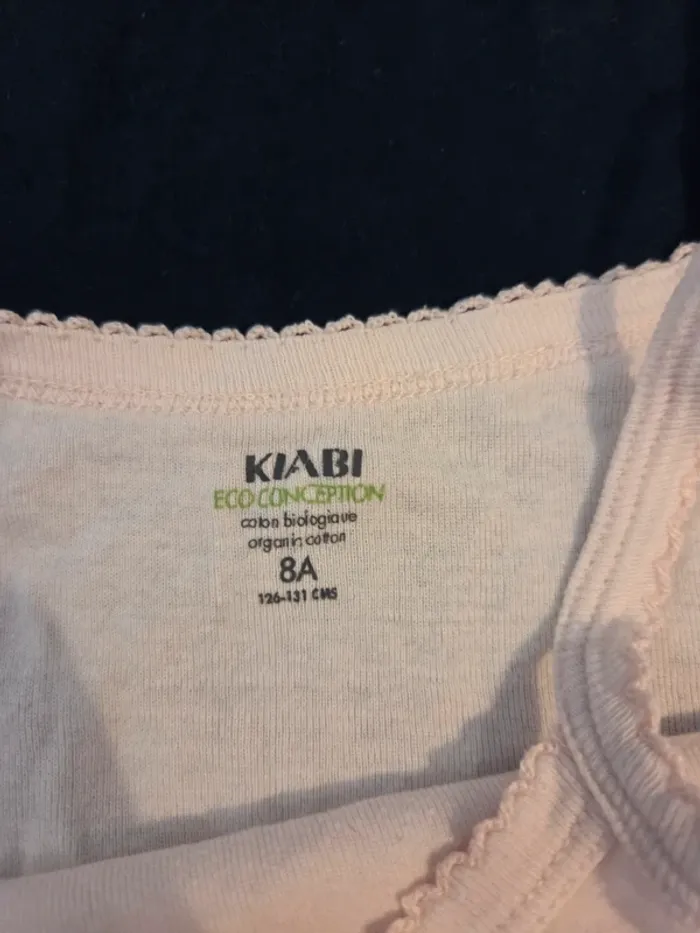 KIABI
ECO CONCEPTION
coton biologique
organic cotton
8A
126-131 CMS